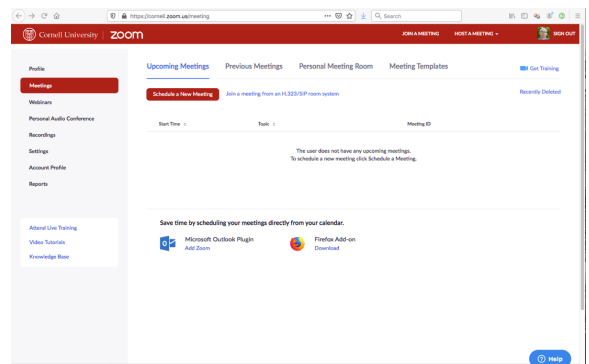 https://cornell.zoom.us/meeting
Search
Cornell University | zoom
JOIN A MEETING
HOST A MEETING
SIGN OUT
Profile
Meetings
Webinars
Personal Audio Conference
Recordings
Settings
Account Profile
Reports
Attend Live Training
Video Tutorials
Knowledge Base
Upcoming Meetings
Previous Meetings
Personal Meeting Room
Meeting Templates
Get Training
Schedule a New Meeting
Join a meeting from an H.323/SIP room system
Recently Deleted
Start Time
Topic
Meeting ID
The user does not have any upcoming meetings.
To schedule a new meeting click Schedule a Meeting.
Save time by scheduling your meetings directly from your calendar.
Microsoft Outlook Plugin
Add Zoom
Firefox Add-on
Download
Help